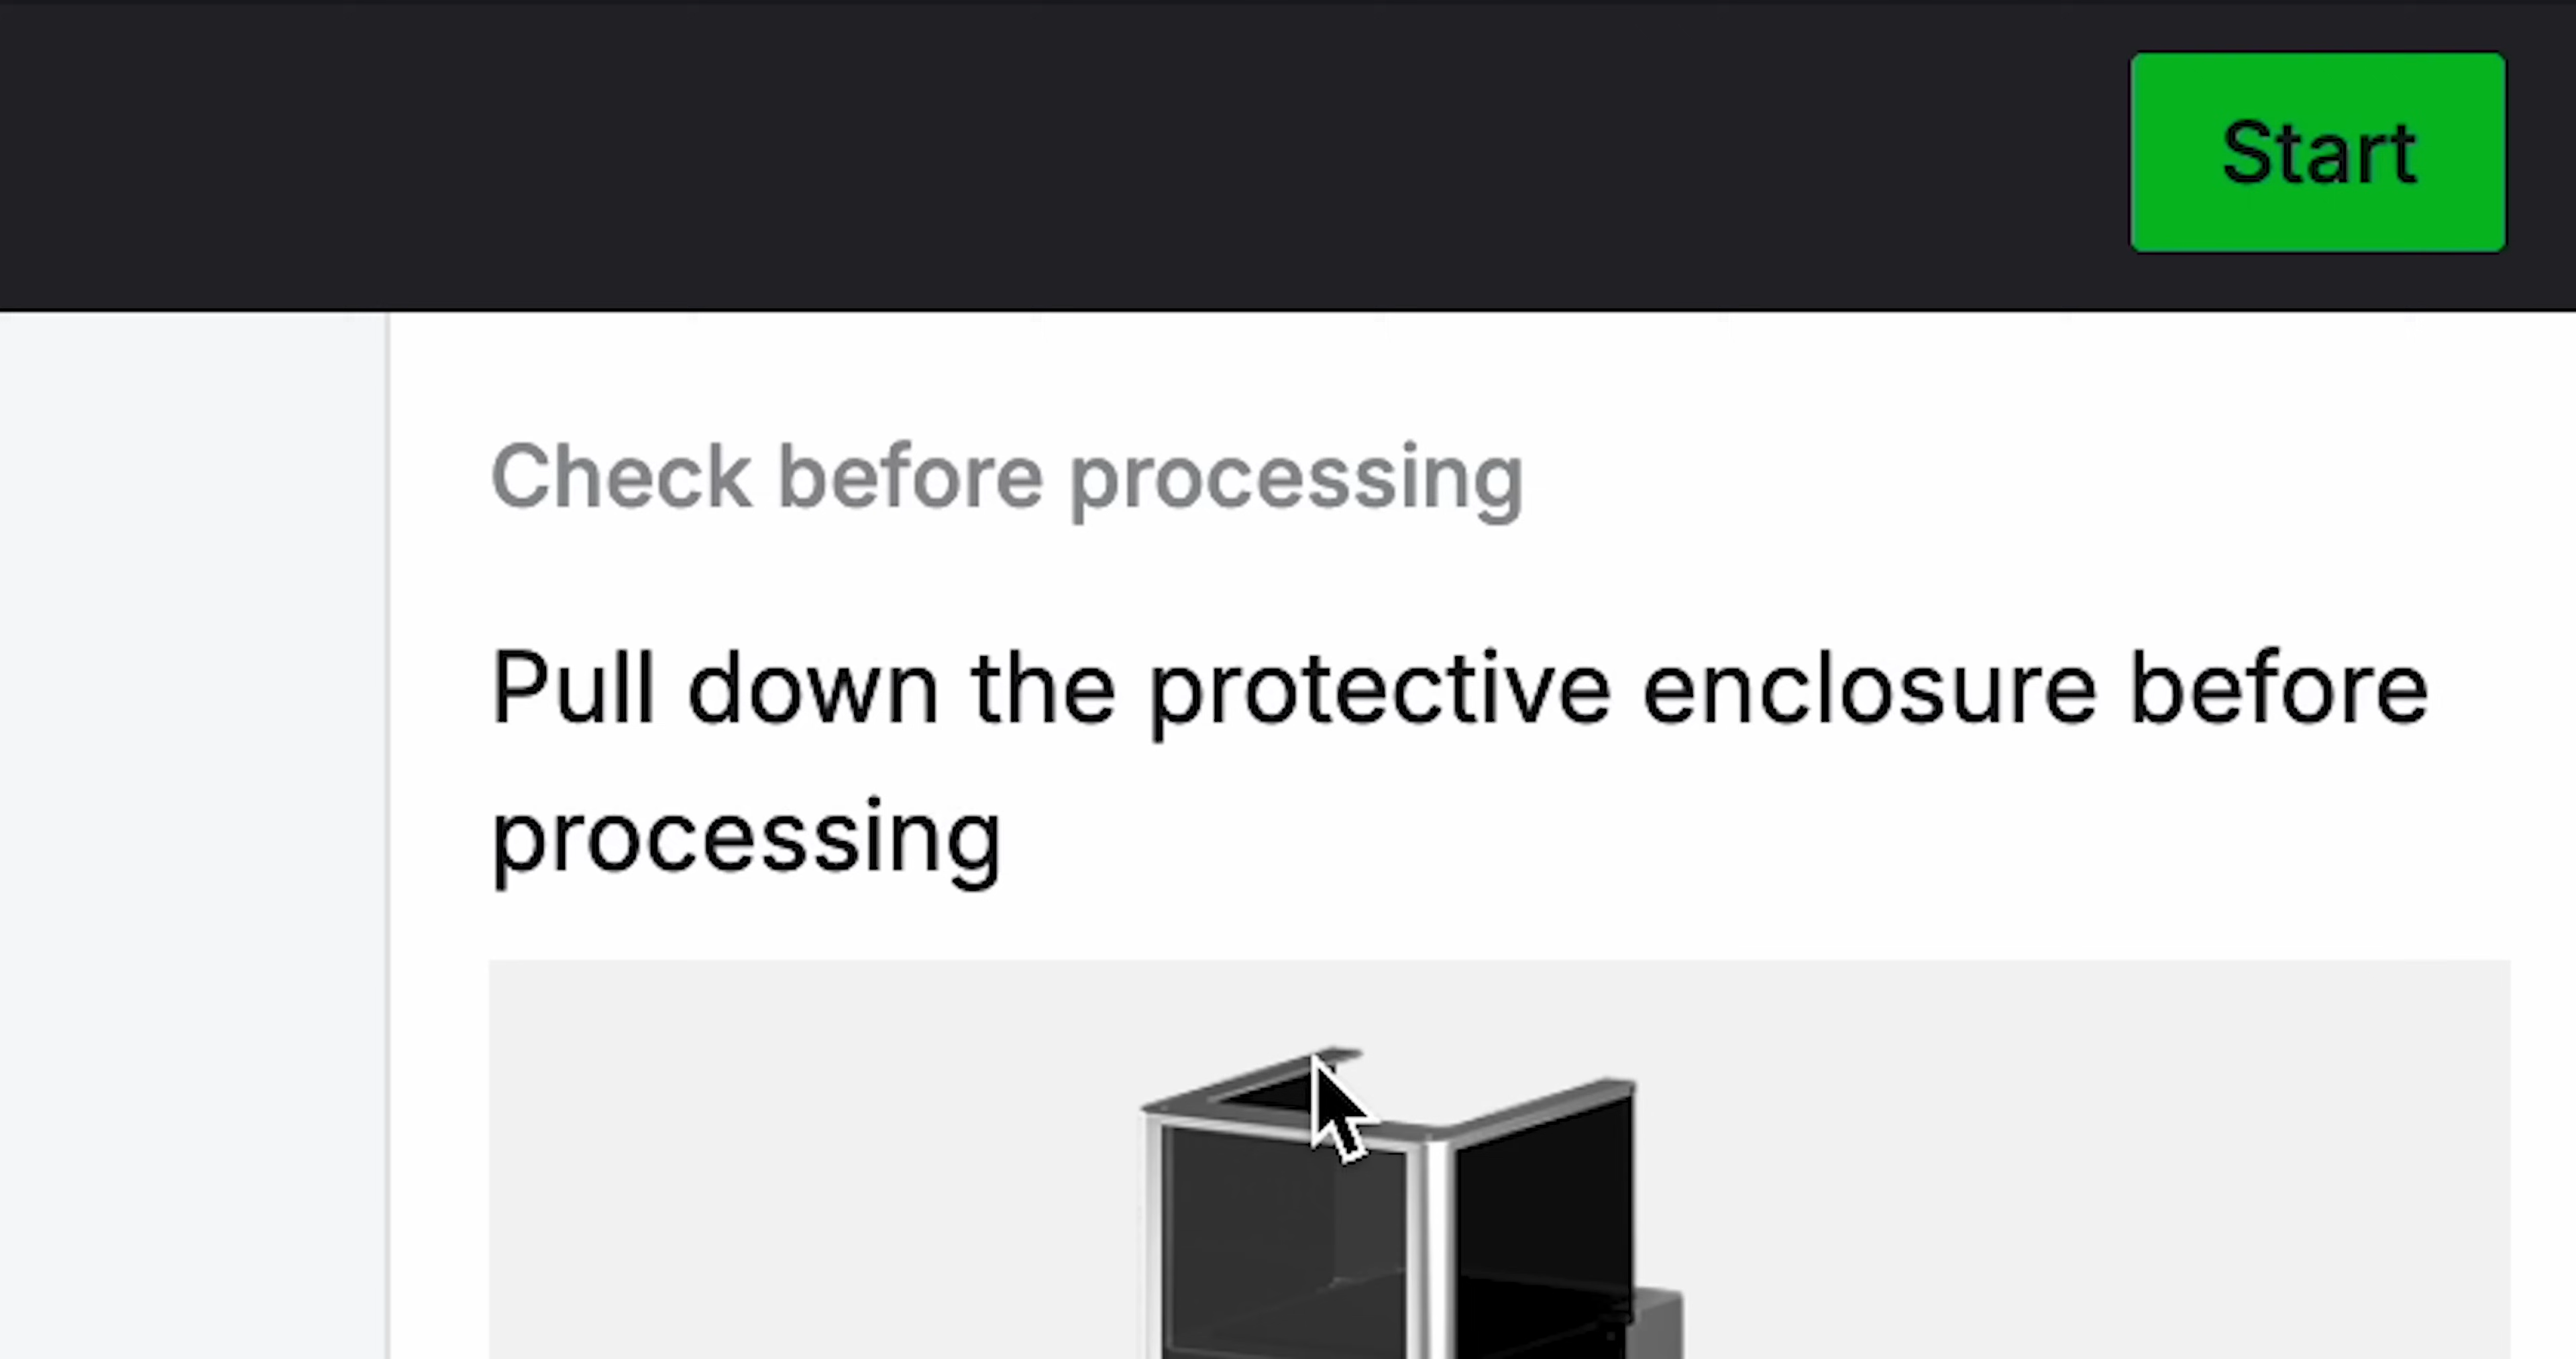 Start
Check before processing
Pull down the protective enclosure before
processing